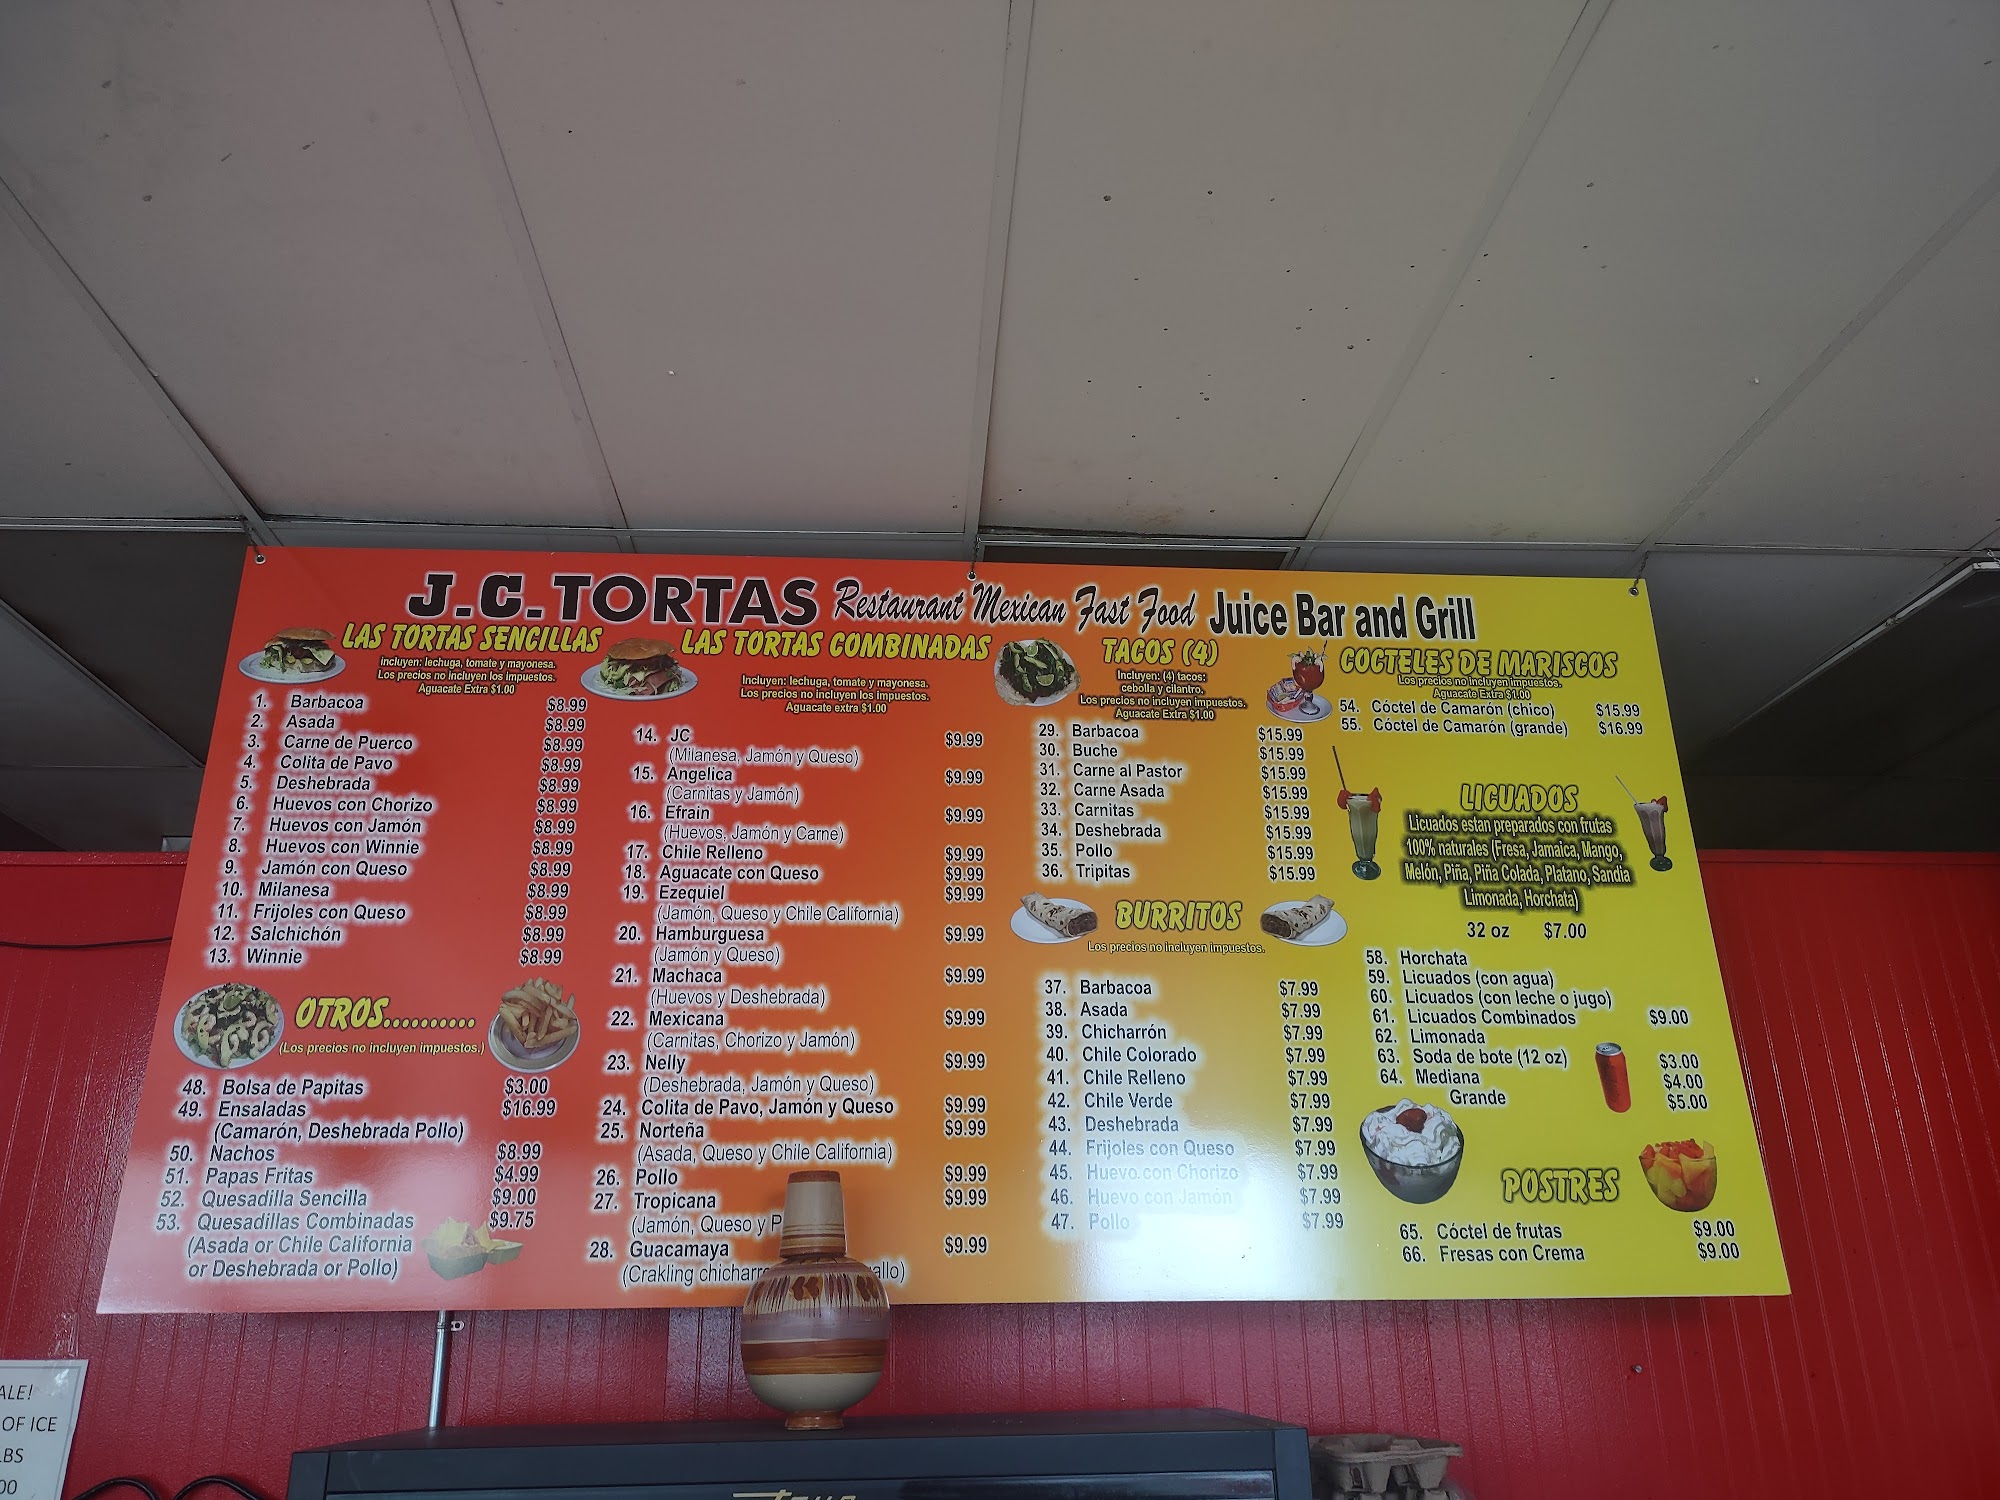 J.C.TORTAS Restaurant Mexican Fast Food Juice Bar and Grill
LAS TORTAS SENCILLAS
incluyen: lechuga, tomate y mayonesa.
Los precios no incluyen los impuestos.
Aguacate Extra $1.00
1. Barbacoa $8.99
2. Asada $8.99
3. Carne de Puerco $8.99
4. Colita de Pavo $8.99
5. Deshebrada $8.99
6. Huevos con Chorizo $8.99
7. Huevos con Jamón $8.99
8. Huevos con Winnie $8.99
9. Jamón con Queso $8.99
10. Milanesa $8.99
11. Frijoles con Queso $8.99
12. Salchichón $8.99
13. Winnie $8.99
OTROS..........
(Los precios no incluyen impuestos.)
48. Bolsa de Papitas $3.00
49. Ensaladas $16.99
(Camarón, Deshebrada Pollo)
50. Nachos $8.99
51. Papas Fritas $4.99
52. Quesadilla Sencilla $9.00
53. Quesadillas Combinadas $9.75
(Asada or Chile California
or Deshebrada or Pollo)
LAS TORTAS COMBINADAS
Incluyen: lechuga, tomate y mayonesa.
Los precios no incluyen los impuestos.
Aguacate extra $1.00
14. JC $9.99
(Milanesa, Jamón y Queso)
15. Angelica $9.99
(Carnitas y Jamón)
16. Efrain $9.99
(Huevos, Jamón y Carne)
17. Chile Relleno $9.99
18. Aguacate con Queso $9.99
19. Ezequiel $9.99
(Jamón, Queso y Chile California)
20. Hamburguesa $9.99
(Jamón y Queso)
21. Machaca $9.99
(Huevos y Deshebrada)
22. Mexicana $9.99
(Carnitas, Chorizo y Jamón)
23. Nelly $9.99
(Deshebrada, Jamón y Queso)
24. Colita de Pavo, Jamón y Queso $9.99
25. Norteña $9.99
(Asada, Queso y Chile California)
26. Pollo $9.99
27. Tropicana $9.99
(Jamón, Queso y
28. Guacamaya $9.99
(Crakling
TACOS (4)
Incluyen: (4) tacos:
cebolla y cilantro.
Los precios no incluyen impuestos.
Aguacate Extra $1.00
29. Barbacoa $15.99
30. Buche $15.99
31. Carne al Pastor $15.99
32. Carne Asada $15.99
33. Carnitas $15.99
34. Deshebrada $15.99
35. Pollo $15.99
36. Tripitas $15.99
BURRITOS
Los precios no incluyen impuestos.
37. Barbacoa $7.99
38. Asada $7.99
39. Chicharrón $7.99
40. Chile Colorado $7.99
41. Chile Relleno $7.99
42. Chile Verde $7.99
43. Deshebrada $7.99
44. Frijoles con Queso $7.99
45. Huevo con Chorizo $7.99
46. Huevo con Jamón $7.99
47. Pollo $7.99
COCTELES DE MARISCOS
Los precios no incluyen impuestos.
Aguacate Extra $1.00
54. Cóctel de Camarón (chico) $15.99
55. Cóctel de Camarón (grande) $16.99
LICUADOS
Licuados estan preparados con frutas
100% naturales (Fresa, Jamaica, Mango,
Melón, Piña, Piña Colada, Platano, Sandia
Limonada, Horchata)
32 oz $7.00
58. Horchata
59. Licuados (con agua)
60. Licuados (con leche o jugo)
61. Licuados Combinados $9.00
62. Limonada
63. Soda de bote (12 oz) $3.00
64. Mediana $4.00
Grande $5.00
POSTRES
65. Cóctel de frutas $9.00
66. Fresas con Crema $9.00
OF ICE